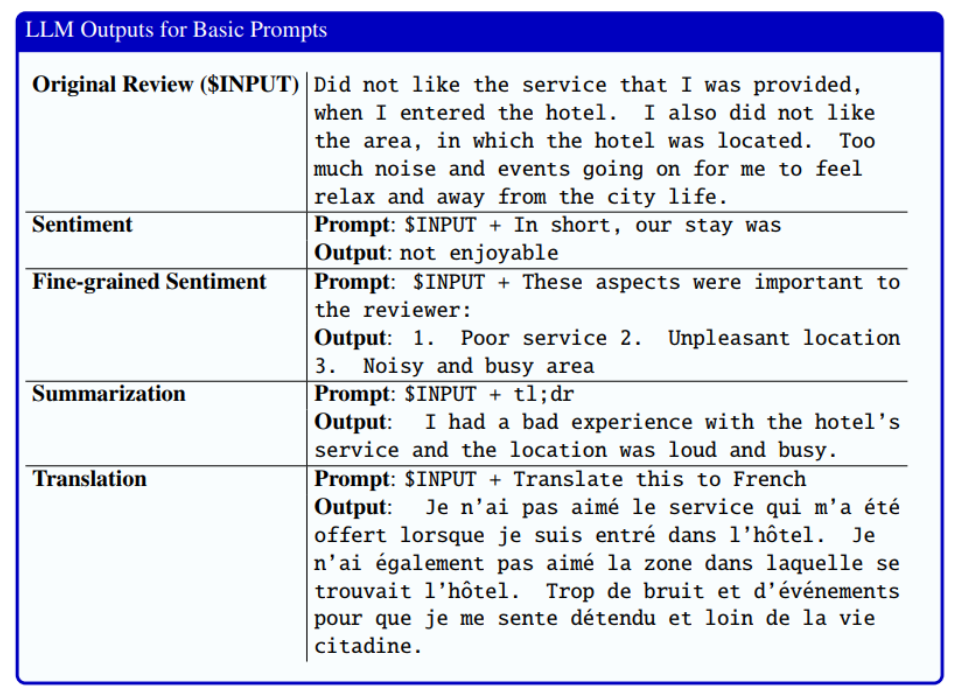 LLM Outputs for Basic Prompts
Original Review ($INPUT) Did not like the service that I was provided,
when I entered the hotel. I also did not like
the area, in which the hotel was located. Too
much noise and events going on for me to feel
relax and away from the city life.
Sentiment Prompt: $INPUT + In short, our stay was
Output: not enjoyable
Fine-grained Sentiment Prompt: $INPUT + These aspects were important to
the reviewer:
Output: 1. Poor service 2. Unpleasant location
3. Noisy and busy area
Summarization Prompt: $INPUT + tl;dr
Output: I had a bad experience with the hotel's
service and the location was loud and busy.
Translation Prompt: $INPUT + Translate this to French
Output: Je n'ai pas aimé le service qui m'a été
offert lorsque je suis entré dans l'hôtel. Je
n'ai également pas aimé la zone dans laquelle se
trouvait l'hôtel. Trop de bruit et d'événements
pour que je me sente détendu et loin de la vie
citadine.